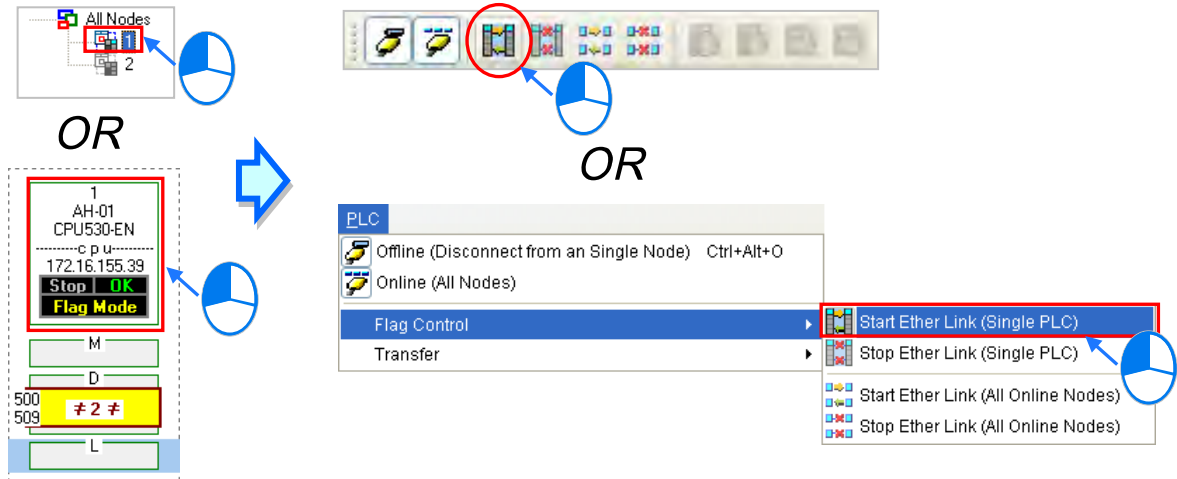 All Nodes
1
2
OR
1
AH-01
CPU530-EN
--------c p u--------
172.16.155.39
Stop OK
Flag Mode
M
D
500
509
≠ 2 ≠
L
OR
PLC
Offline (Disconnect from an Single Node) Ctrl+Alt+O
Online (All Nodes)
Flag Control
Transfer
Start Ether Link (Single PLC)
Stop Ether Link (Single PLC)
Start Ether Link (All Online Nodes)
Stop Ether Link (All Online Nodes)